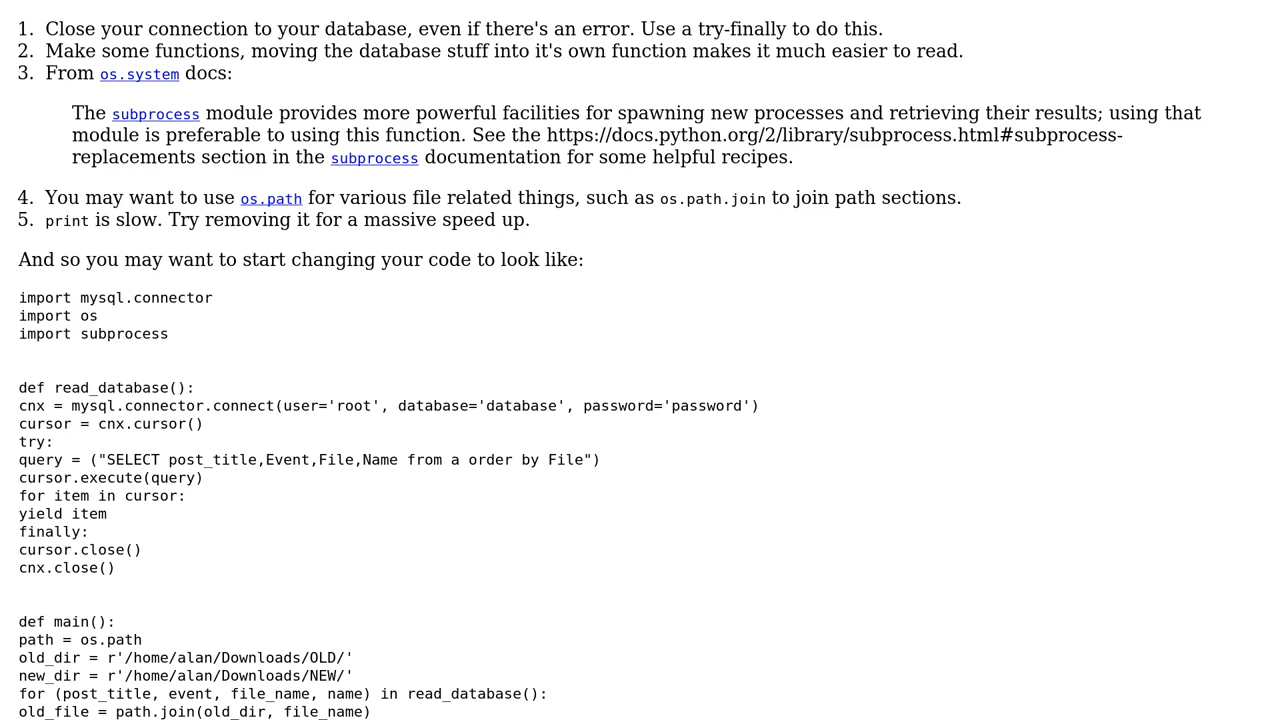 1. Close your connection to your database, even if there's an error. Use a try-finally to do this.
2. Make some functions, moving the database stuff into it's own function makes it much easier to read.
3. From os.system docs:
The subprocess module provides more powerful facilities for spawning new processes and retrieving their results; using that
module is preferable to using this function. See the https://docs.python.org/2/library/subprocess.html#subprocess-
replacements section in the subprocess documentation for some helpful recipes.
4. You may want to use os.path for various file related things, such as os.path.join to join path sections.
5. print is slow. Try removing it for a massive speed up.
And so you may want to start changing your code to look like:
import mysql.connector
import os
import subprocess
def read_database():
cnx = mysql.connector.connect(user='root', database='database', password='password')
cursor = cnx.cursor()
try:
query = ("SELECT post_title,Event,File,Name from a order by File")
cursor.execute(query)
for item in cursor:
yield item
finally:
cursor.close()
cnx.close()
def main():
path = os.path
old_dir = r'/home/alan/Downloads/OLD/'
new_dir = r'/home/alan/Downloads/NEW/'
for (post_title, event, file_name, name) in read_database():
old_file = path.join(old_dir, file_name)